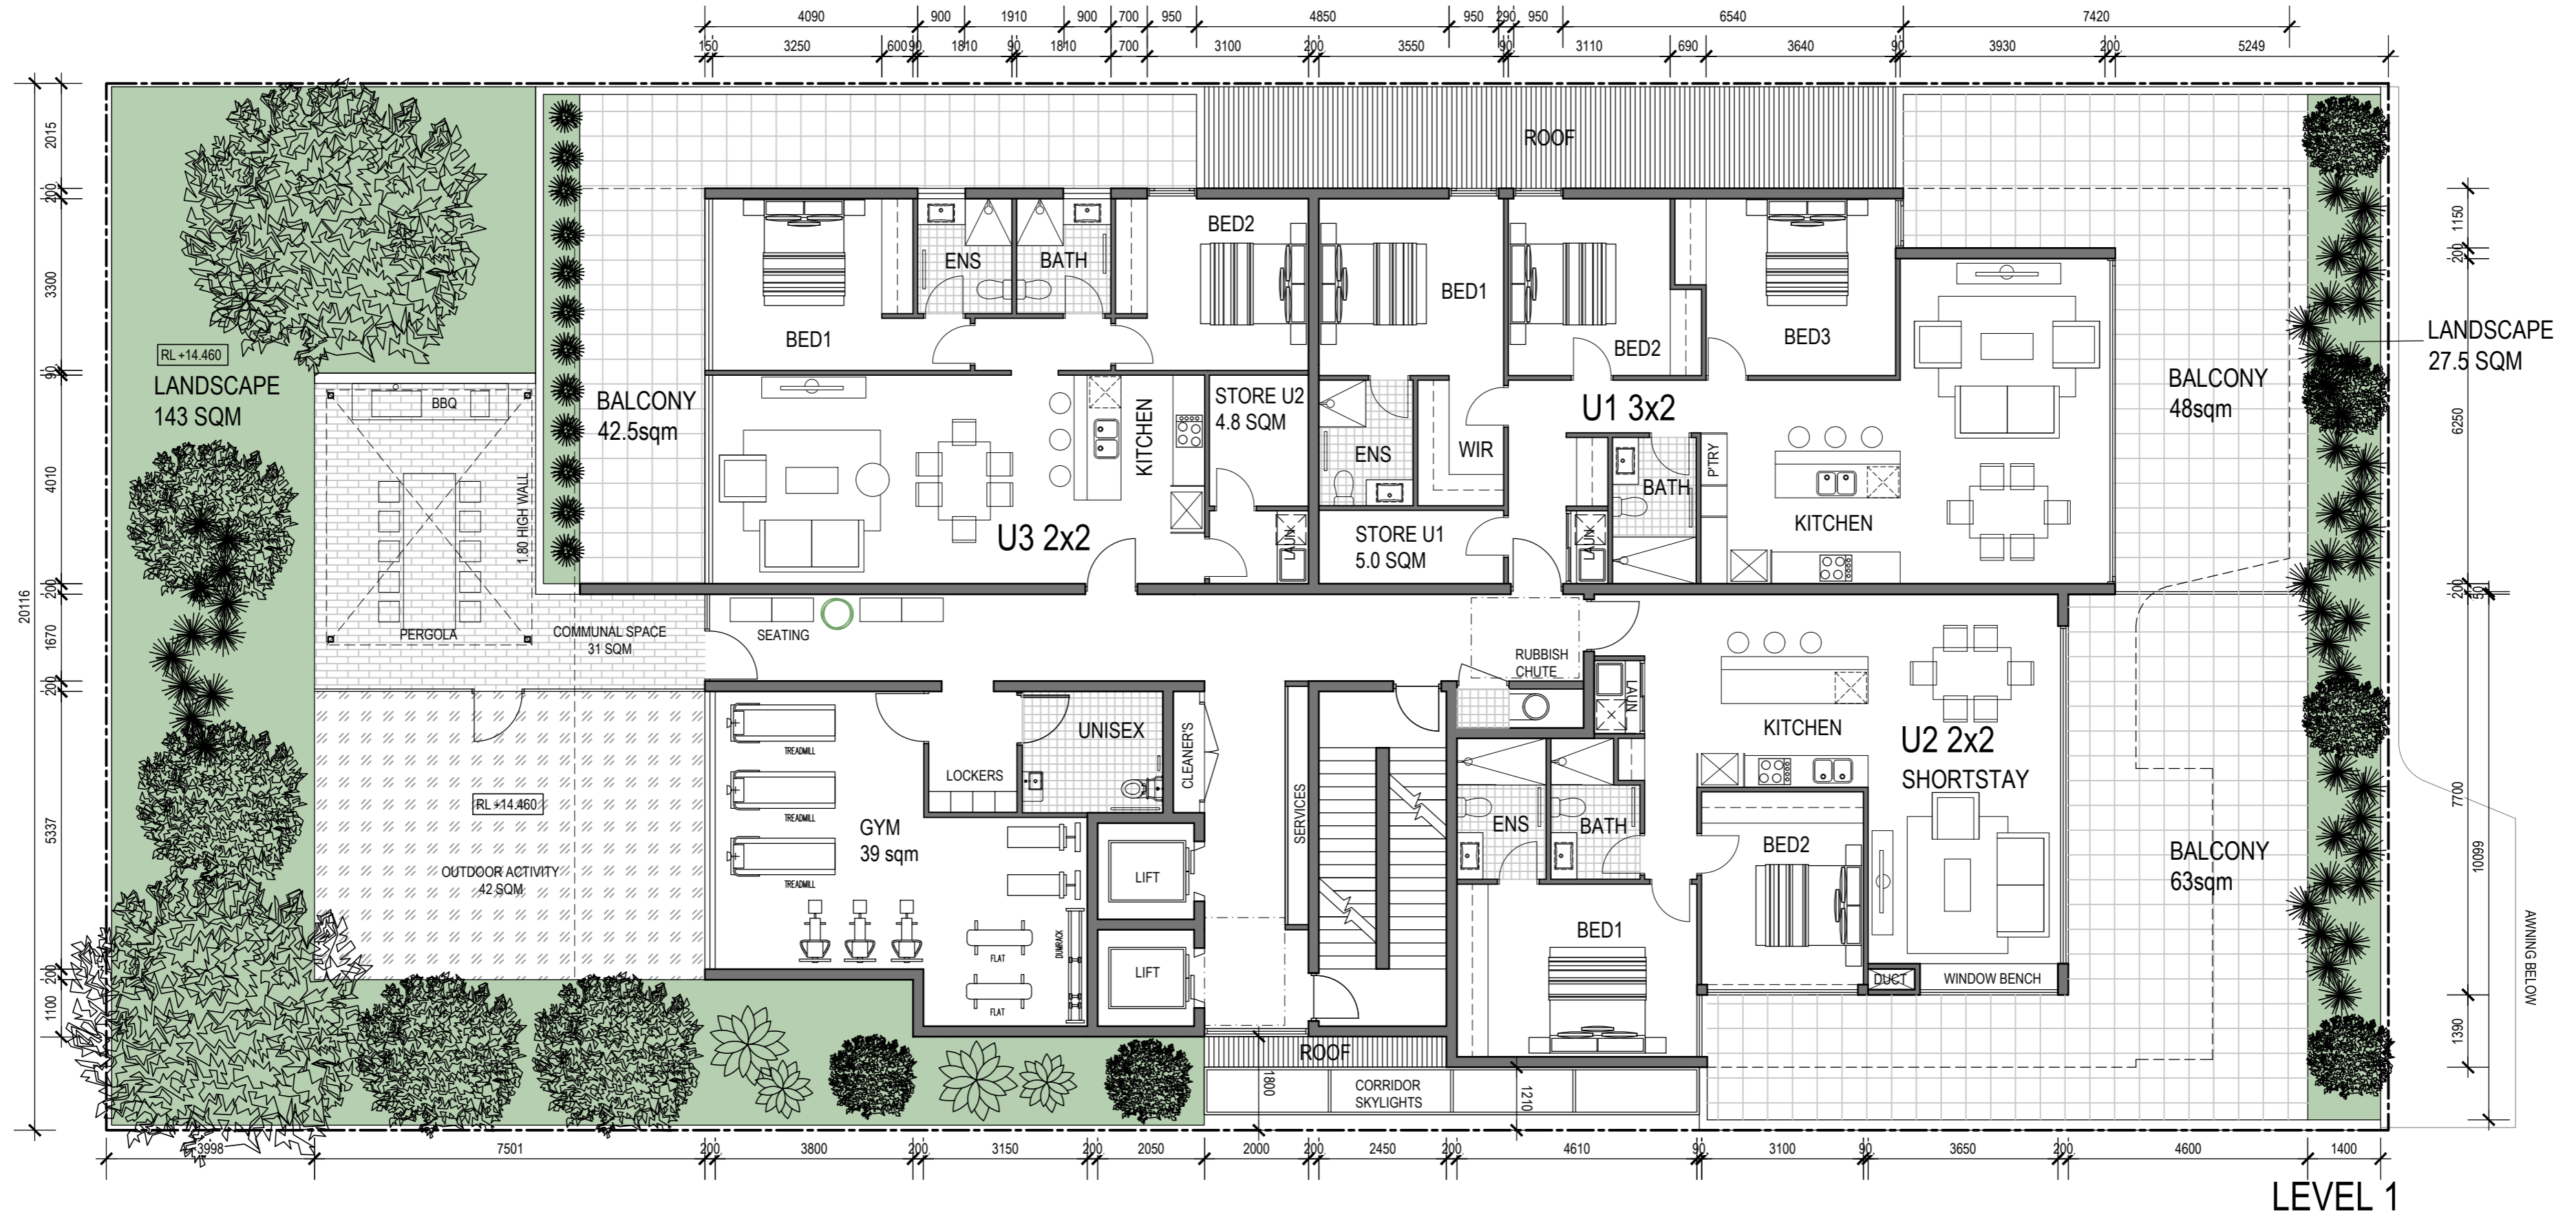 4090 900 1910 900 700 950 4850 950 290 950 6540 7420
150 3250 600 90 1810 90 1810 700 3100 200 3550 90 3110 690 3640 90 3930 200 5249
2015
200
3300
90
4010
200
1670
200
5337
200
1100
20116
ROOF
RL +14.460
LANDSCAPE
143 SQM
BBQ
1.80 HIGH WALL
PERGOLA
COMMUNAL SPACE
31 SQM
BALCONY
42.5sqm
BED1
ENS
BATH
BED2
KITCHEN
STORE U2
4.8 SQM
LAUN
U3 2x2
BED1
ENS
WIR
STORE U1
5.0 SQM
BED2
BED3
U1 3x2
LAUN
BATH
P'TRY
KITCHEN
BALCONY
48sqm
LANDSCAPE
27.5 SQM
1150
200
6250
200
50
7700
10099
1390
AWNING BELOW
SEATING
RUBBISH
CHUTE
LAUN
KITCHEN
U2 2x2
SHORTSTAY
BALCONY
63sqm
RL +14.460
OUTDOOR ACTIVITY
42 SQM
TREADMILL
TREADMILL
TREADMILL
GYM
39 sqm
LOCKERS
UNISEX
CLEANER'S
FLAT
FLAT
DUMRACK
LIFT
LIFT
SERVICES
ENS
BATH
BED2
BED1
DUCT
WINDOW BENCH
ROOF
1800
CORRIDOR
SKYLIGHTS
1210
3998 7501 200 3800 200 3150 200 2050 2000 200 2450 200 4610 90 3100 90 3650 200 4600 1400
LEVEL 1